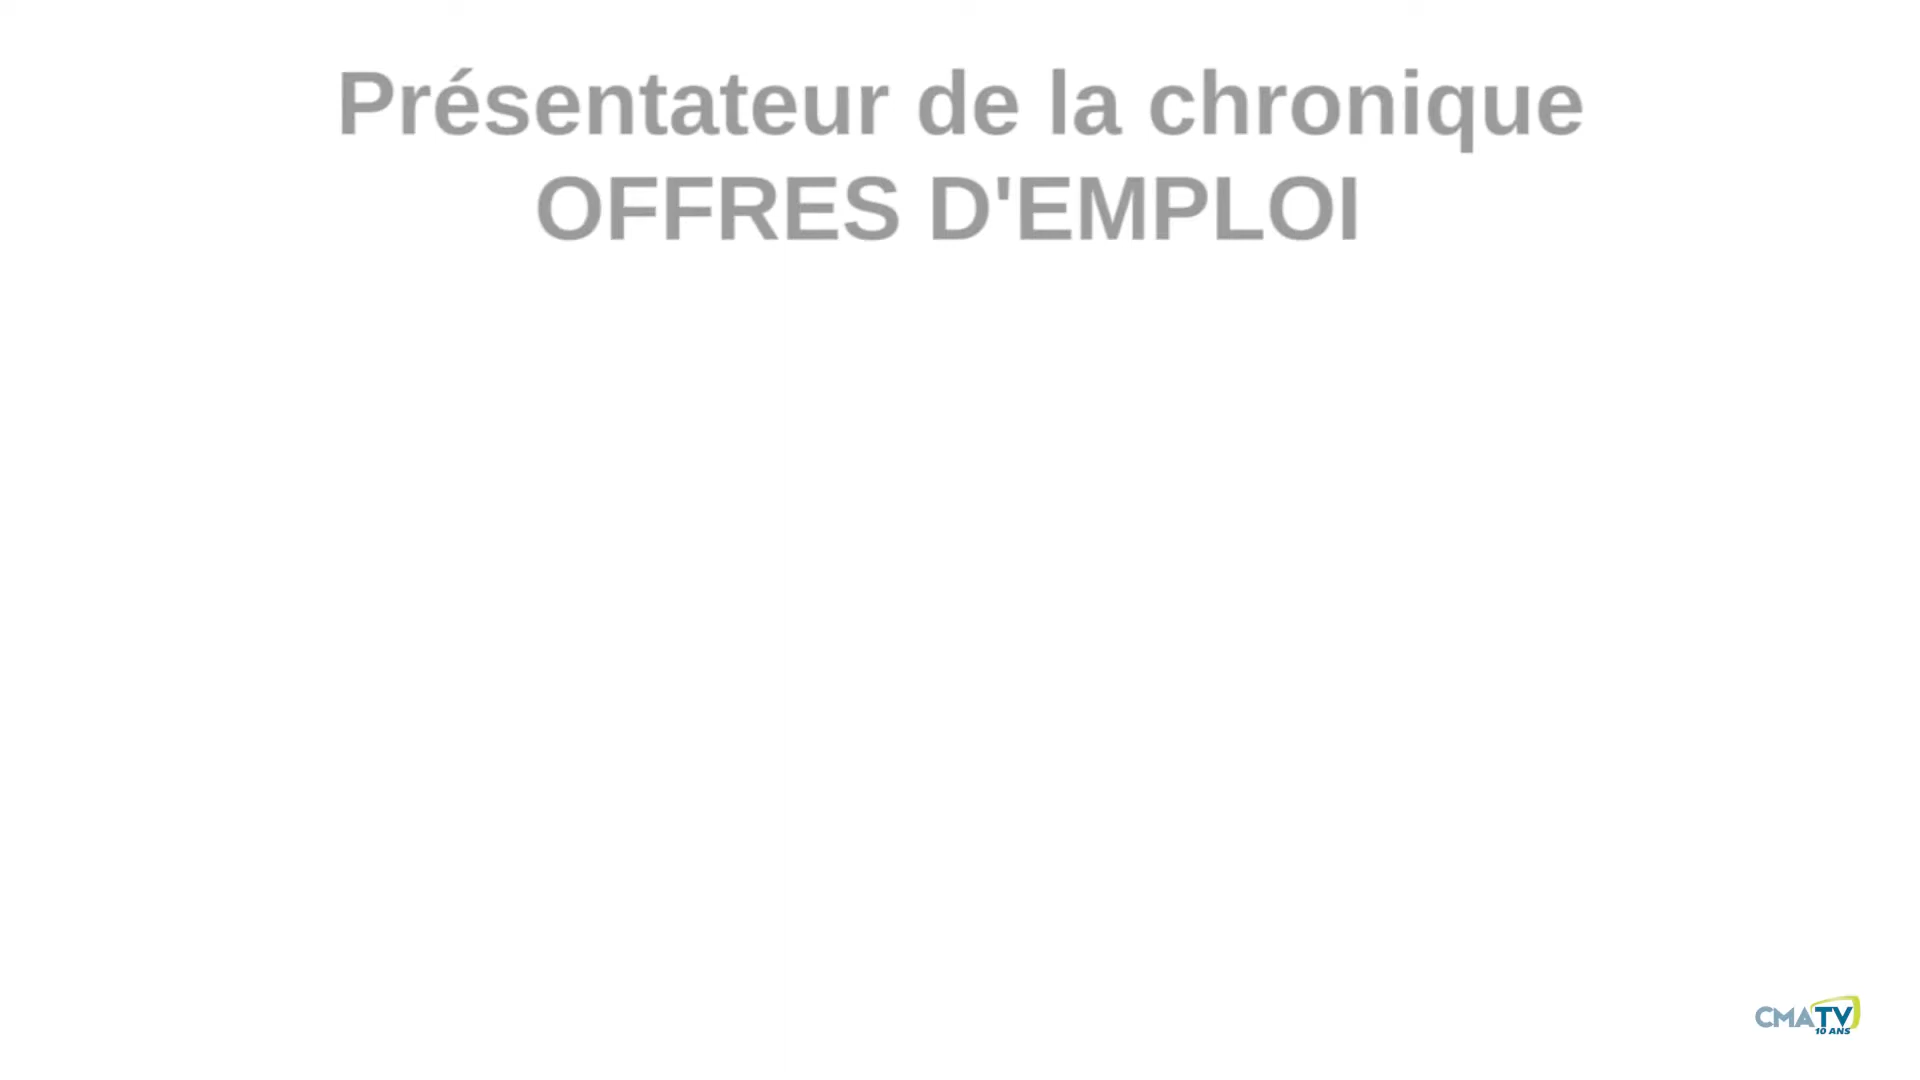 Présentateur de la chronique
OFFRES D'EMPLOI
CMATV
10 ANS